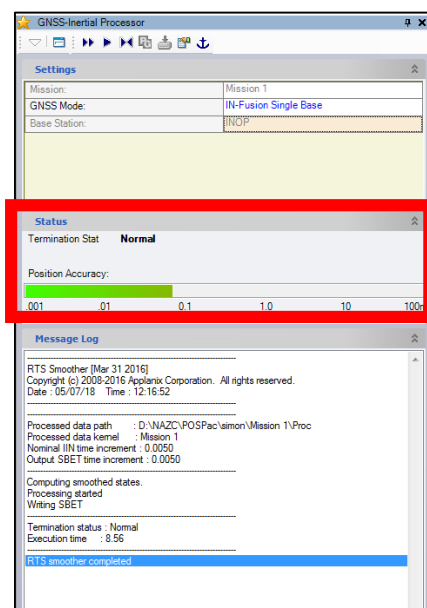 GNSS-Inertial Processor
Settings
Mission: Mission 1
GNSS Mode: IN-Fusion Single Base
Base Station: INOP
Status
Termination Stat Normal
Position Accuracy:
.001 .01 0.1 1.0 10 100m
Message Log
RTS Smoother [Mar 31 2016]
Copyright (c) 2008-2016 Applanix Corporation. All rights reserved.
Date : 05/07/18 Time : 12:16:52
Processed data path : D:\NAZC\POSPac\simon\Mission 1\Proc
Processed data kernel : Mission 1
Nominal IIN time increment : 0.0050
Output SBET time increment : 0.0050
Computing smoothed states.
Processing started
Writing SBET
Termination status : Normal
Execution time : 8.56
RTS smoother completed